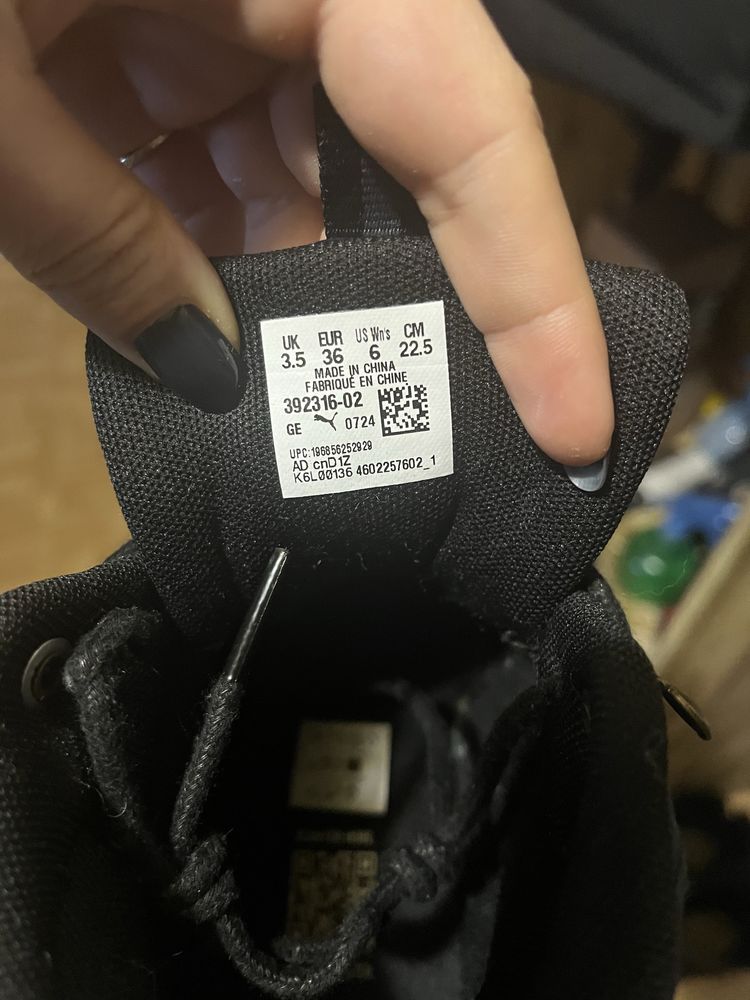 UK EUR US Wn's CM
3.5 36 6 22.5
MADE IN CHINA
FABRIQUÉ EN CHINE
392316-02
GE 0724
UPC:196856252929
AD cnD1Z
K6L00136 4602257602_1